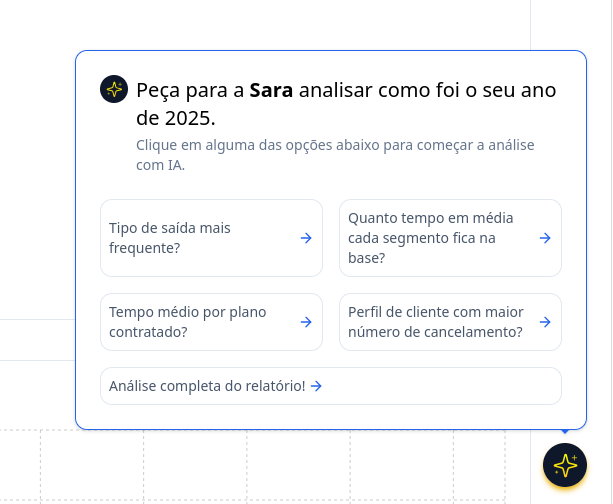 Peça para a Sara analisar como foi o seu ano
de 2025.
Clique em alguma das opções abaixo para começar a análise
com IA.
Tipo de saída mais
frequente?
Quanto tempo em média
cada segmento fica na
base?
Tempo médio por plano
contratado?
Perfil de cliente com maior
número de cancelamento?
Análise completa do relatório!